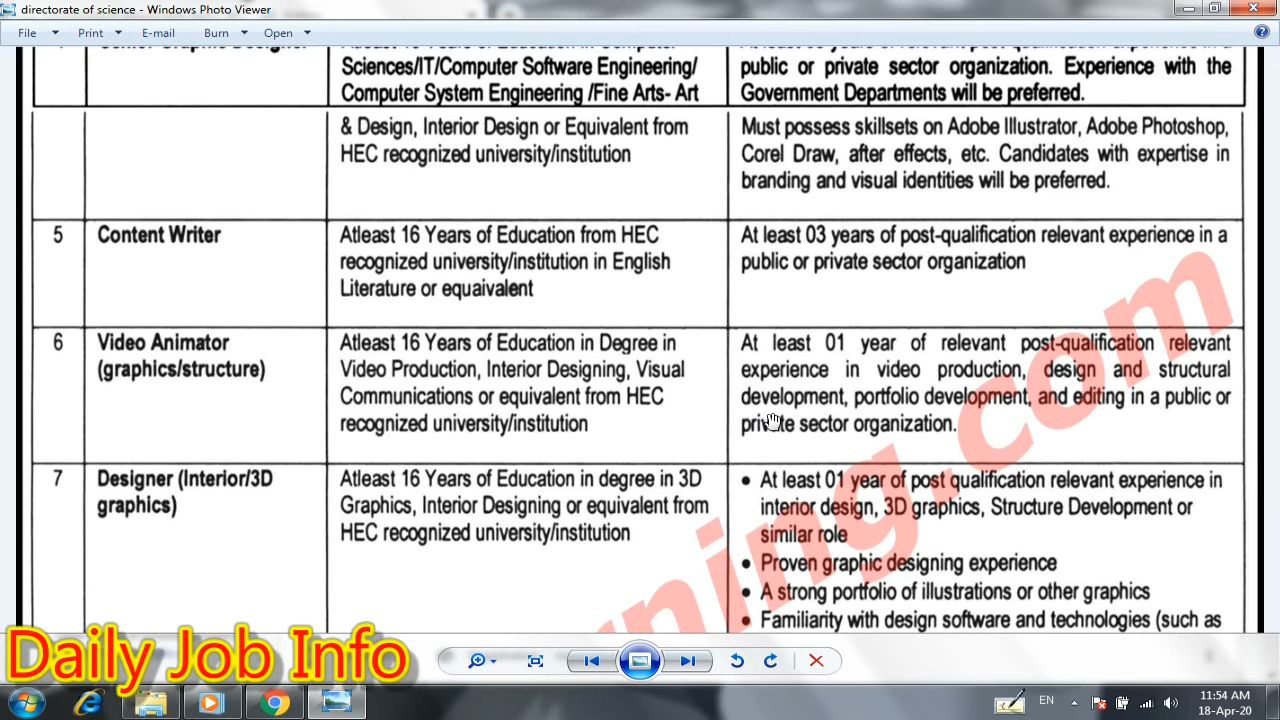 directorate of science - Windows Photo Viewer
File Print E-mail Burn Open
Sciences/IT/Computer Software Engineering/
Computer System Engineering /Fine Arts- Art
public or private sector organization. Experience with the
Government Departments will be preferred.
& Design, Interior Design or Equivalent from
HEC recognized university/institution
Must possess skillsets on Adobe Illustrator, Adobe Photoshop,
Corel Draw, after effects, etc. Candidates with expertise in
branding and visual identities will be preferred.
5
Content Writer
Atleast 16 Years of Education from HEC
recognized university/institution in English
Literature or equaivalent
At least 03 years of post-qualification relevant experience in a
public or private sector organization
6
Video Animator
(graphics/structure)
Atleast 16 Years of Education in Degree in
Video Production, Interior Designing, Visual
Communications or equivalent from HEC
recognized university/institution
At least 01 year of relevant post-qualification relevant
experience in video production, design and structural
development, portfolio development, and editing in a public or
private sector organization.
7
Designer (Interior/3D
graphics)
Atleast 16 Years of Education in degree in 3D
Graphics, Interior Designing or equivalent from
HEC recognized university/institution
• At least 01 year of post qualification relevant experience in
interior design, 3D graphics, Structure Development or
similar role
• Proven graphic designing experience
• A strong portfolio of illustrations or other graphics
• Familiarity with design software and technologies (such as
ning.com
Daily Job Info
EN
11:54 AM
18-Apr-20